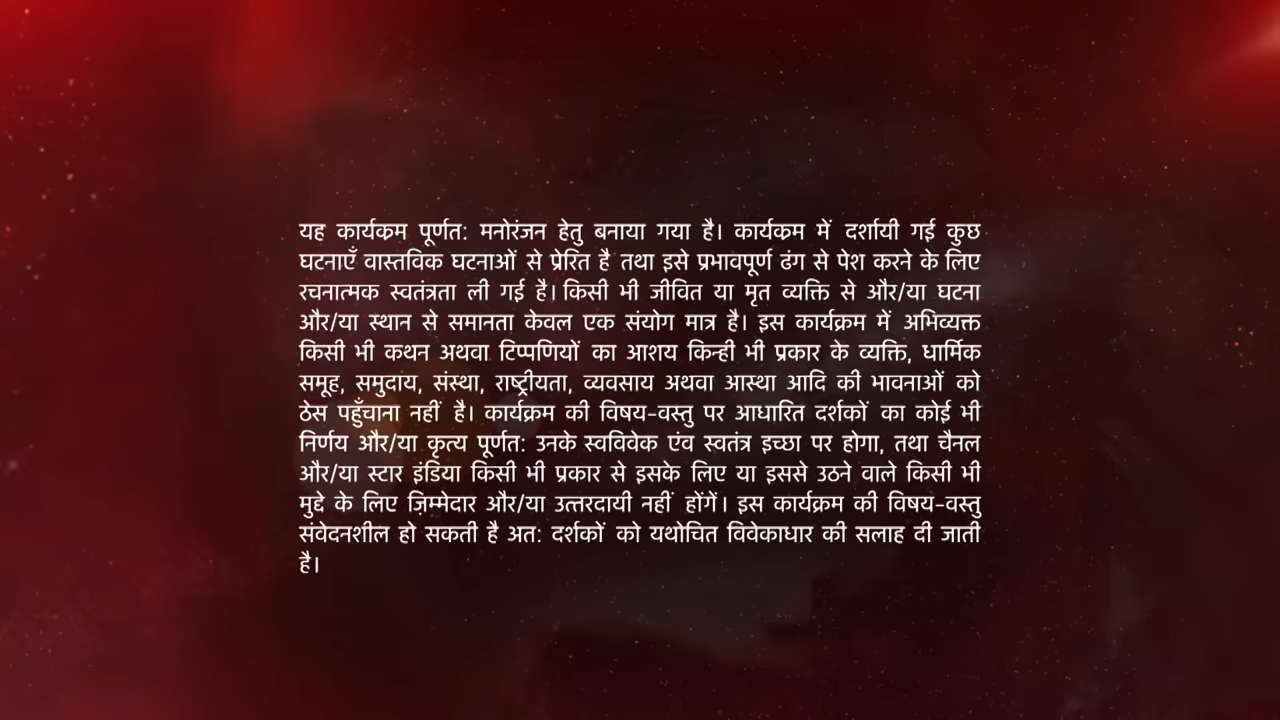 यह कार्यक्रम पूर्णत: मनोरंजन हेतु बनाया गया है। कार्यक्रम में दर्शायी गई कुछ
घटनाएँ वास्तविक घटनाओं से प्रेरित है तथा इसे प्रभावपूर्ण ढंग से पेश करने के लिए
रचनात्मक स्वतंत्रता ली गई है। किसी भी जीवित या मृत व्यक्ति से और/या घटना
और/या स्थान से समानता केवल एक संयोग मात्र है। इस कार्यक्रम में अभिव्यक्त
किसी भी कथन अथवा टिप्पणियों का आशय किन्ही भी प्रकार के व्यक्ति, धार्मिक
समूह, समुदाय, संस्था, राष्ट्रीयता, व्यवसाय अथवा आस्था आदि की भावनाओं को
ठेस पहुँचाना नहीं है। कार्यक्रम की विषय-वस्तु पर आधारित दर्शकों का कोई भी
निर्णय और/या कृत्य पूर्णत: उनके स्वविवेक एंव स्वतंत्र इच्छा पर होगा, तथा चैनल
और/या स्टार इंडिया किसी भी प्रकार से इसके लिए या इससे उठने वाले किसी भी
मुद्दे के लिए ज़िम्मेदार और/या उत्तरदायी नहीं होंगें। इस कार्यक्रम की विषय-वस्तु
संवेदनशील हो सकती है अत: दर्शकों को यथोचित विवेकाधार की सलाह दी जाती
है।